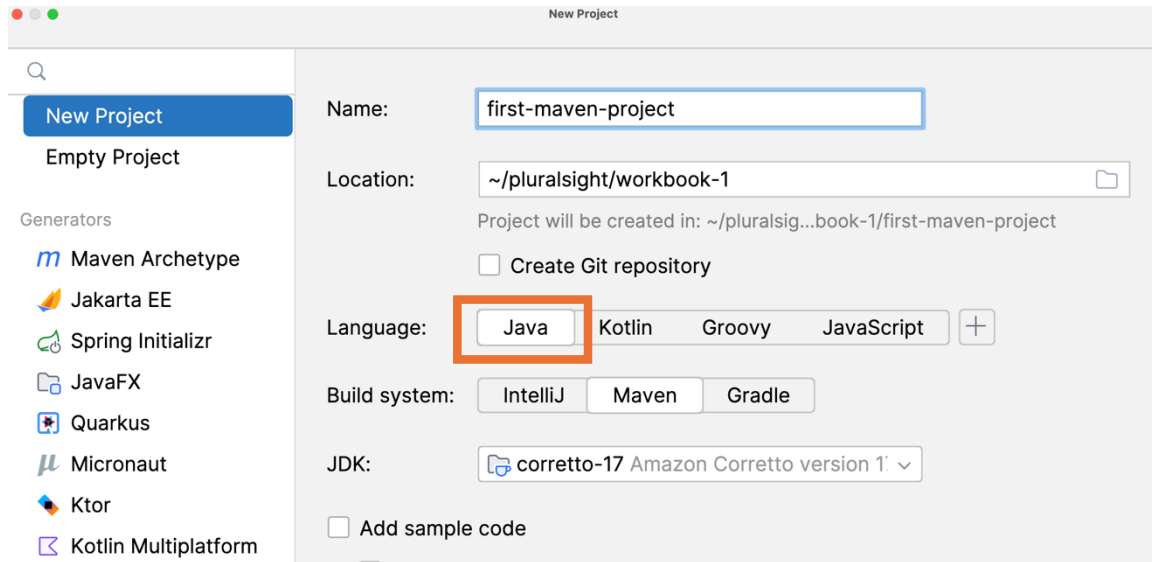 New Project
New Project
Empty Project
Generators
Maven Archetype
Jakarta EE
Spring Initializr
JavaFX
Quarkus
Micronaut
Ktor
Kotlin Multiplatform
Name: first-maven-project
Location: ~/pluralsight/workbook-1
Project will be created in: ~/pluralsig...book-1/first-maven-project
Create Git repository
Language: Java Kotlin Groovy JavaScript
Build system: IntelliJ Maven Gradle
JDK: corretto-17 Amazon Corretto version
Add sample code